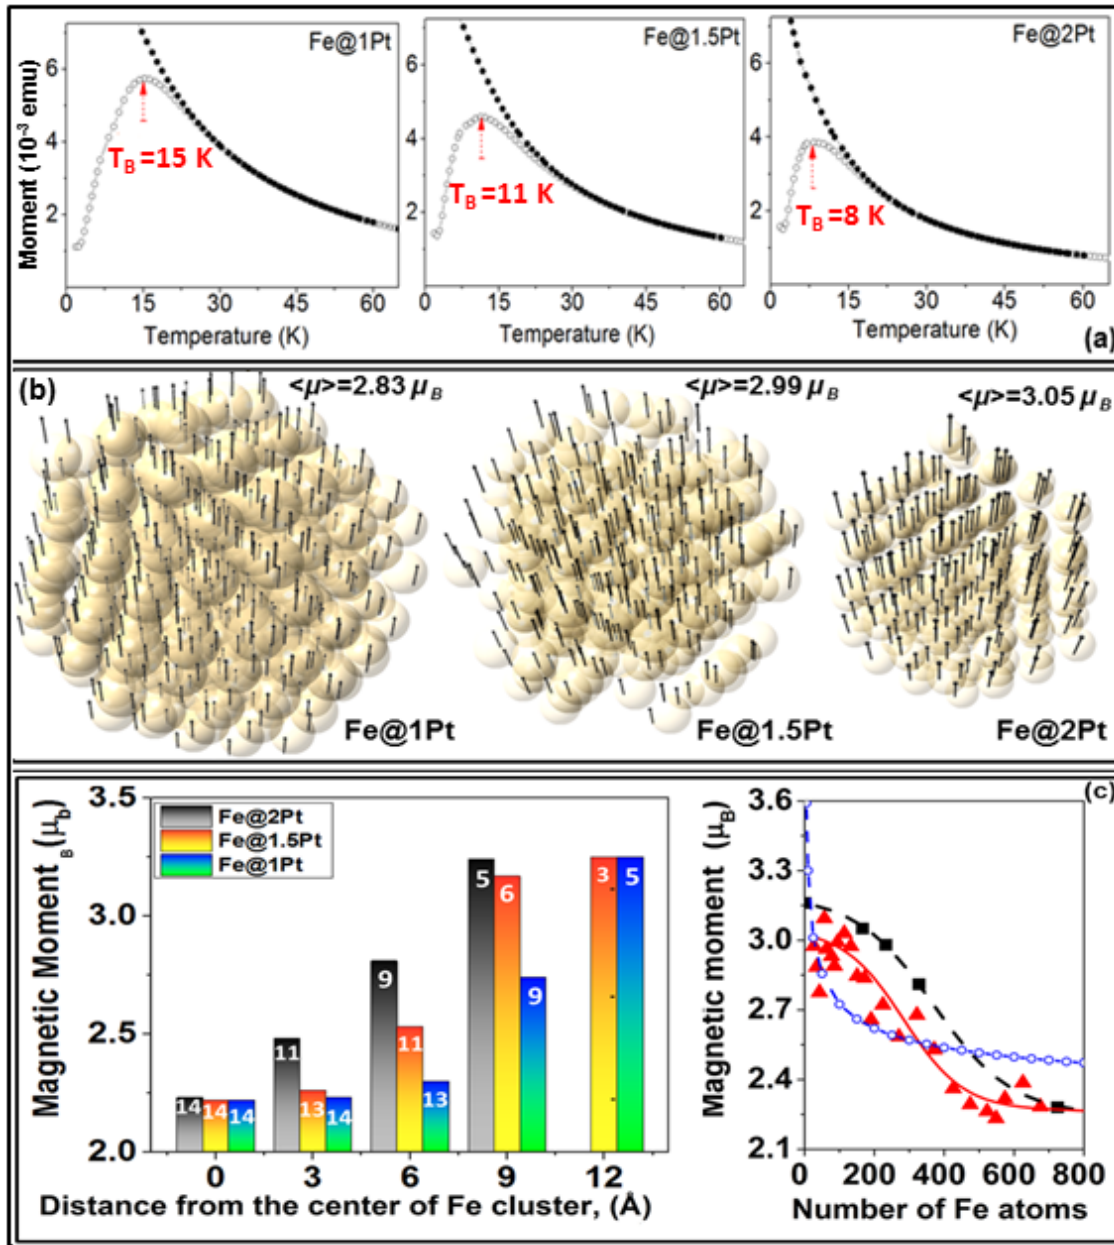 Fe@1Pt
Fe@1.5Pt
Fe@2Pt
Moment (10⁻³ emu)
6
4
2
T_B=15 K
0 15 30 45 60
Temperature (K)
6
4
2
T_B=11 K
0 15 30 45 60
Temperature (K)
6
4
2
T_B=8 K
0 15 30 45 60
Temperature (K)
(a)
(b)
<μ>=2.83 μ_B
<μ>=2.99 μ_B
<μ>=3.05 μ_B
Fe@1Pt
Fe@1.5Pt
Fe@2Pt
Magnetic Moment _B (μ_b)
3.5
3.0
2.5
2.0
Fe@2Pt
Fe@1.5Pt
Fe@1Pt
14 14 14
11 13 14
9 11 13
5 6 9
3 5
0 3 6 9 12
Distance from the center of Fe cluster, (Å)
(c)
Magnetic moment (μ_B)
3.6
3.3
3.0
2.7
2.4
2.1
0 200 400 600 800
Number of Fe atoms